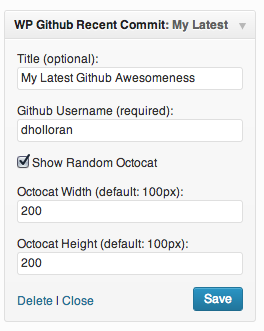 WP Github Recent Commit: My Latest
Title (optional):
My Latest Github Awesomeness
Github Username (required):
dholloran
Show Random Octocat
Octocat Width (default: 100px):
200
Octocat Height (default: 100px):
200
Delete | Close
Save